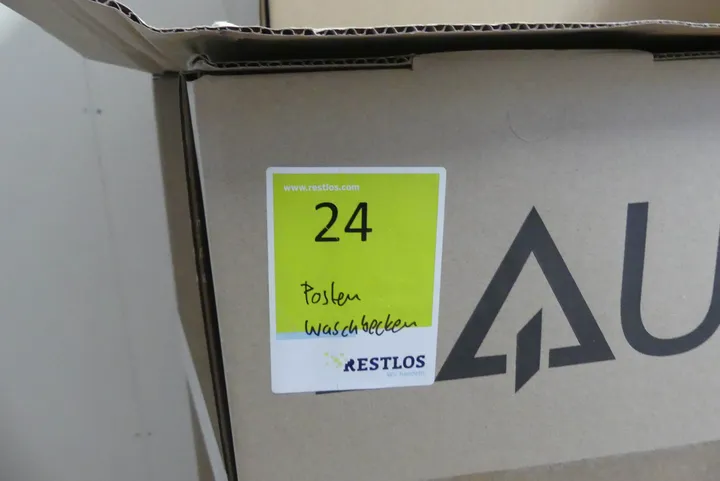 www.restlos.com
24
Posten
Waschbecken
RESTLOS
AU